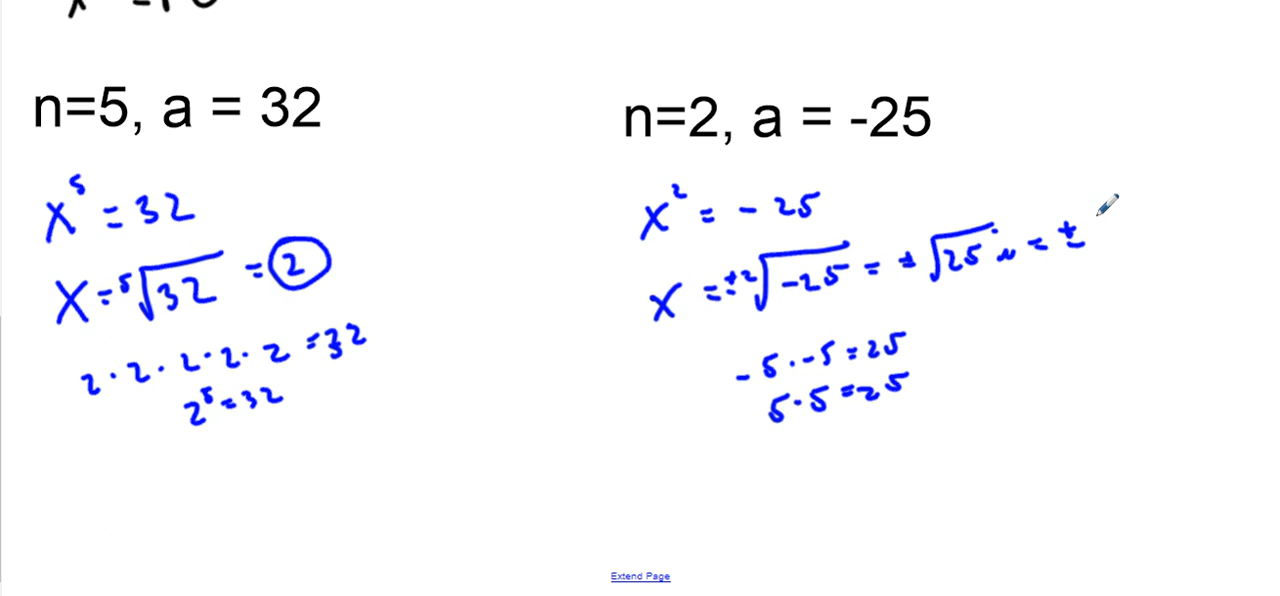 n=5, a = 32
x⁵ = 32
x = ⁵√32 = 2
2 · 2 · 2 · 2 · 2 = 32
2⁵ = 32
n=2, a = -25
x² = - 25
x = ± ²√-25 = ± √25 i = ±
-5 · -5 = 25
5 · 5 = 25
Extend Page